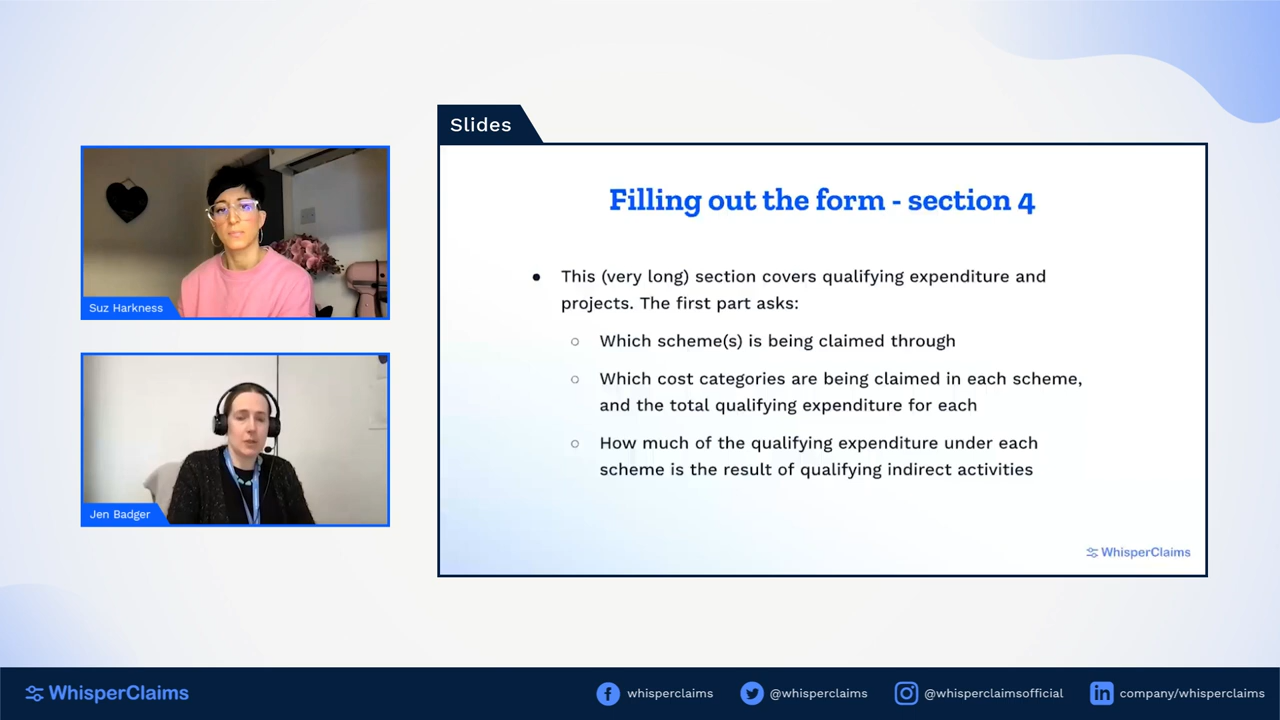 Slides
Filling out the form - section 4
● This (very long) section covers qualifying expenditure and
projects. The first part asks:
○ Which scheme(s) is being claimed through
○ Which cost categories are being claimed in each scheme,
and the total qualifying expenditure for each
○ How much of the qualifying expenditure under each
scheme is the result of qualifying indirect activities
WhisperClaims
Suz Harkness
Jen Badger
WhisperClaims
whisperclaims
@whisperclaims
@whisperclaimsofficial
company/whisperclaims